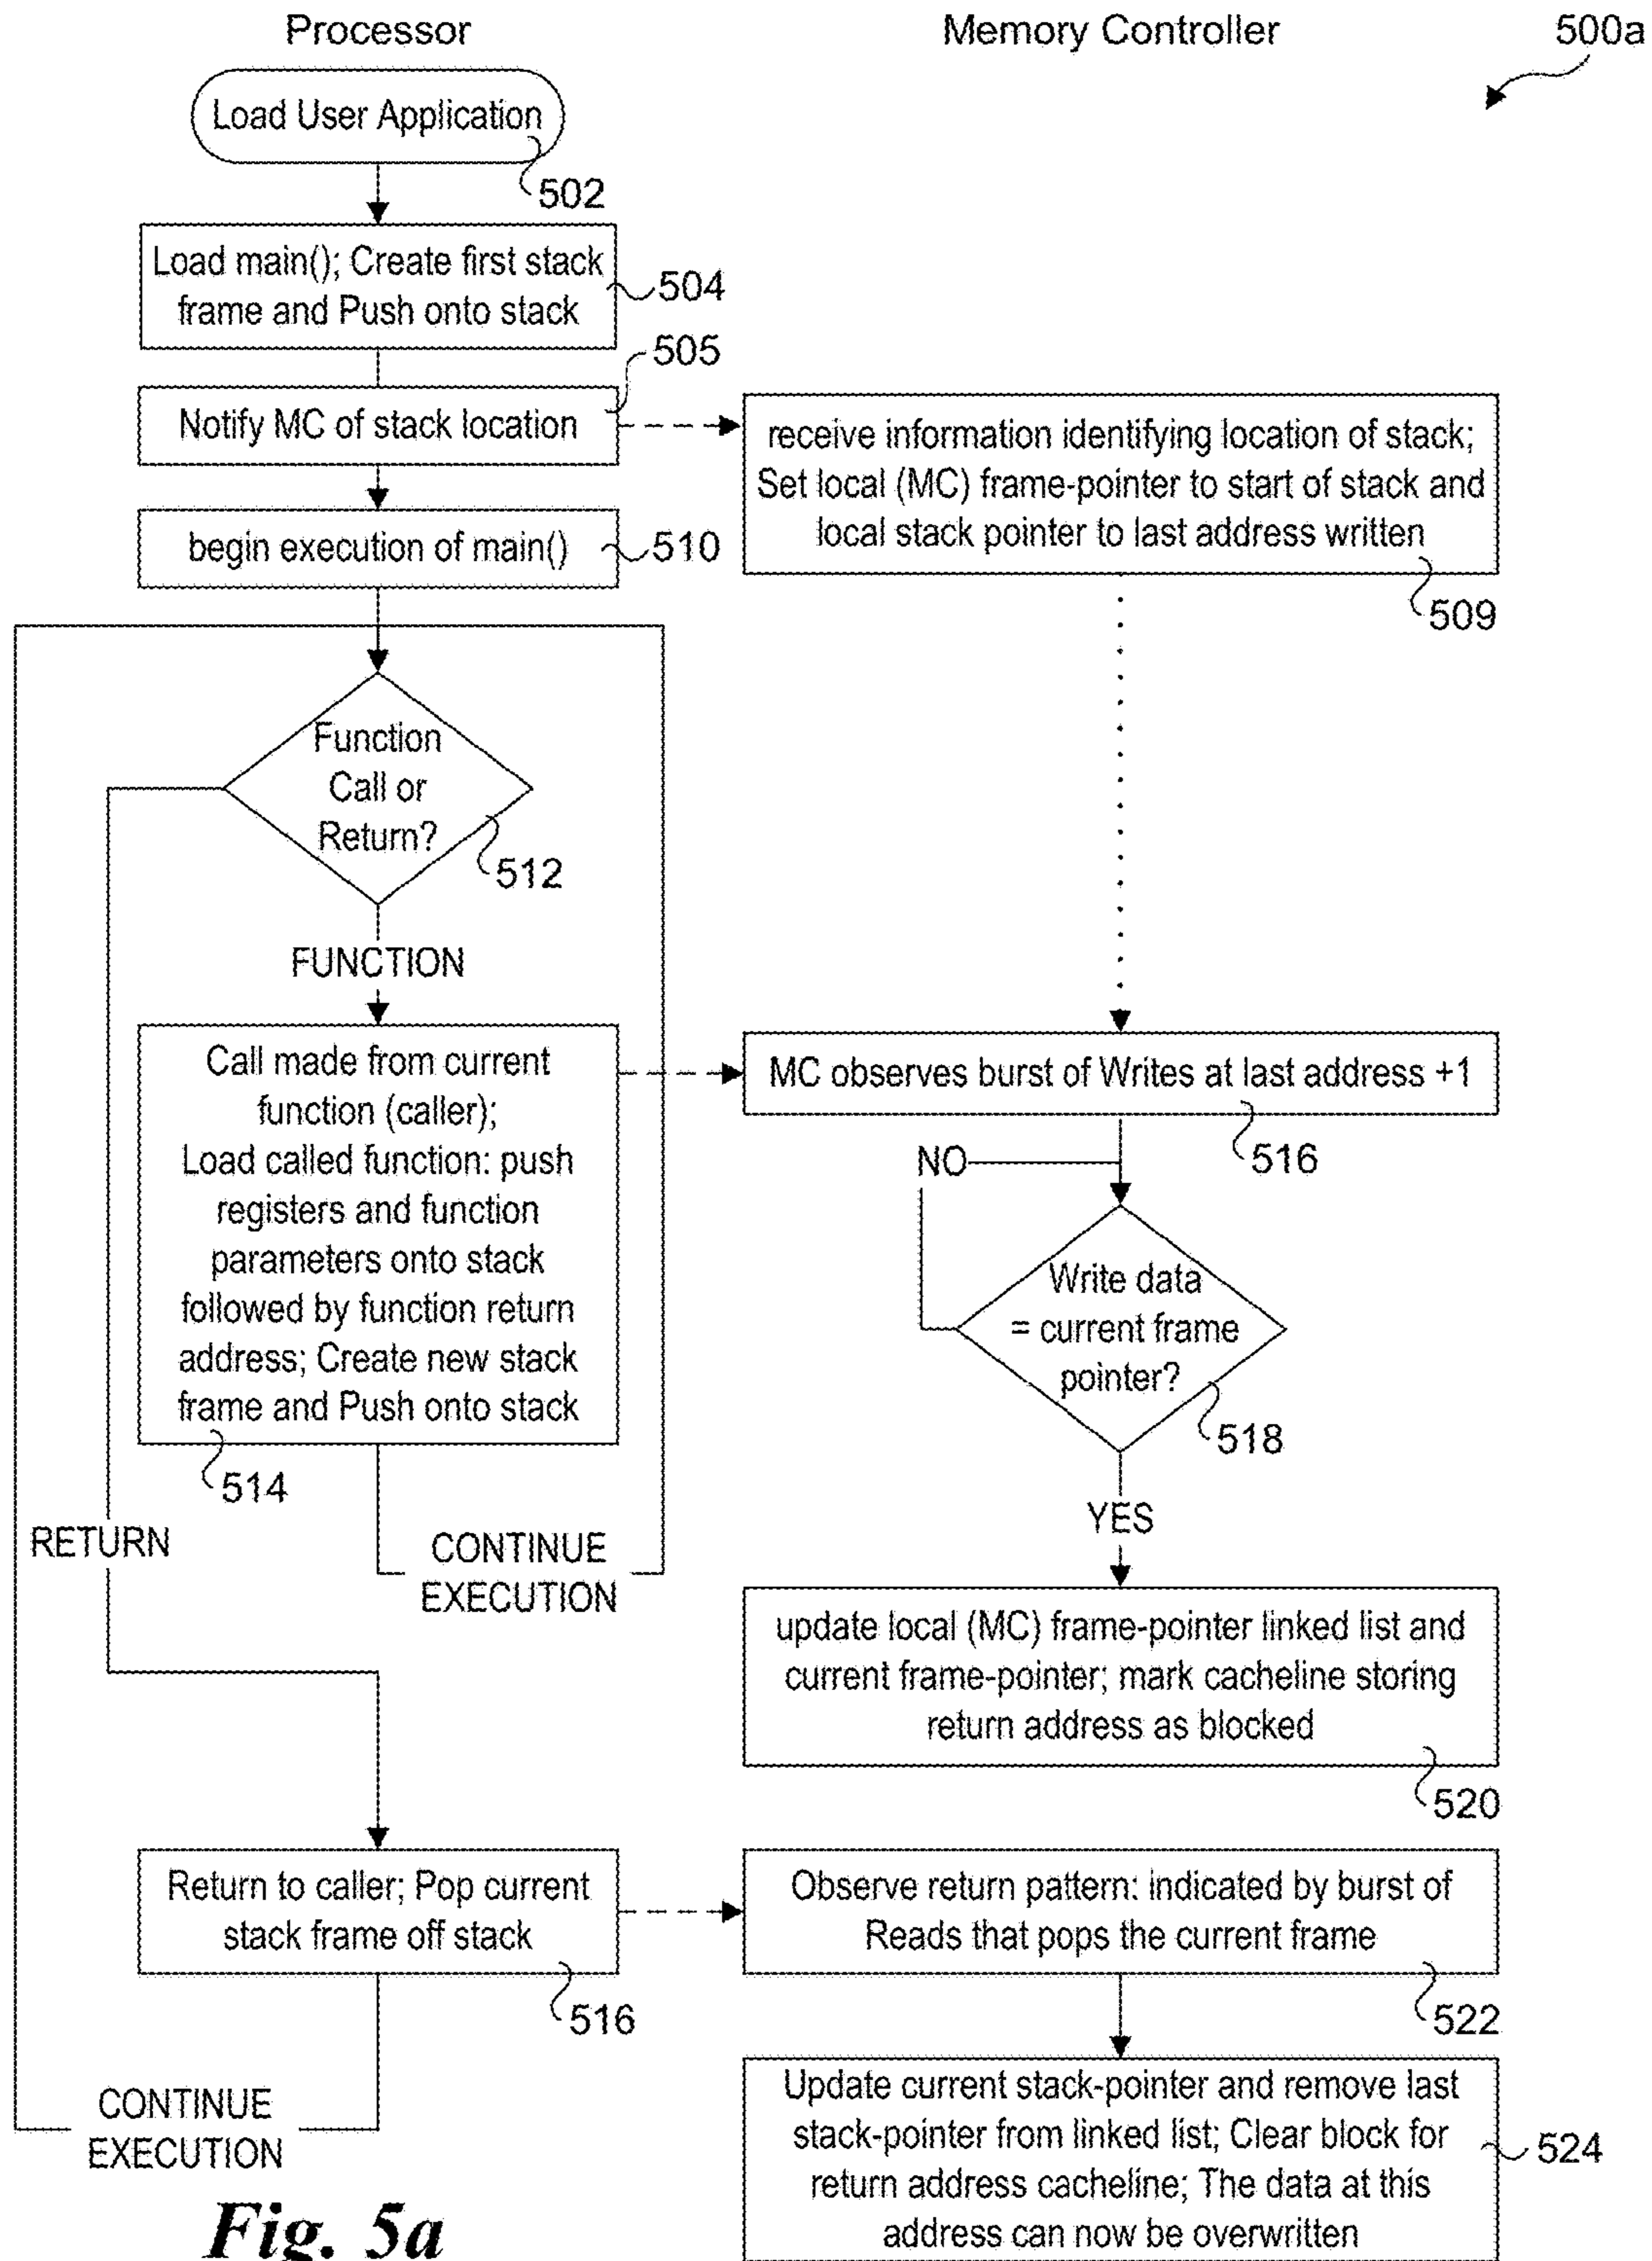 Processor
Memory Controller
500a
Load User Application
502
Load main(); Create first stack
frame and Push onto stack
504
505
Notify MC of stack location
receive information identifying location of stack;
Set local (MC) frame-pointer to start of stack and
local stack pointer to last address written
509
begin execution of main()
510
Function
Call or
Return?
512
FUNCTION
Call made from current
function (caller);
Load called function: push
registers and function
parameters onto stack
followed by function return
address; Create new stack
frame and Push onto stack
514
MC observes burst of Writes at last address +1
516
NO
Write data
= current frame
pointer?
518
YES
RETURN
CONTINUE
EXECUTION
update local (MC) frame-pointer linked list and
current frame-pointer; mark cacheline storing
return address as blocked
520
Return to caller; Pop current
stack frame off stack
516
Observe return pattern: indicated by burst of
Reads that pops the current frame
522
CONTINUE
EXECUTION
Update current stack-pointer and remove last
stack-pointer from linked list; Clear block for
return address cacheline; The data at this
address can now be overwritten
524
Fig. 5a